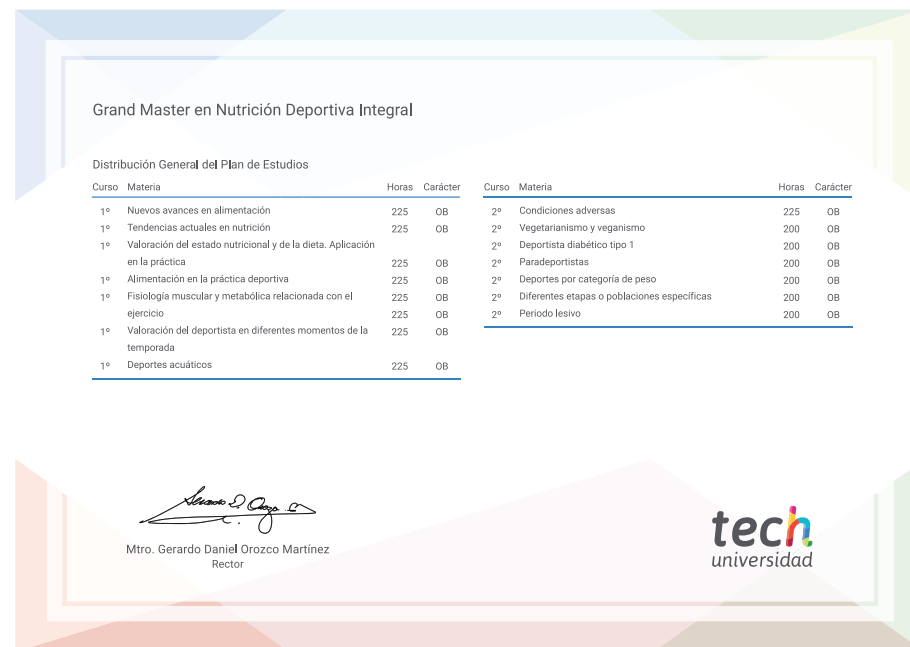 Grand Master en Nutrición Deportiva Integral
Distribución General del Plan de Estudios
Curso Materia Horas Carácter
1º Nuevos avances en alimentación 225 OB
1º Tendencias actuales en nutrición 225 OB
1º Valoración del estado nutricional y de la dieta. Aplicación
en la práctica 225 OB
1º Alimentación en la práctica deportiva 225 OB
1º Fisiología muscular y metabólica relacionada con el 225 OB
ejercicio 225 OB
1º Valoración del deportista en diferentes momentos de la 225 OB
temporada
1º Deportes acuáticos 225 OB
Curso Materia Horas Carácter
2º Condiciones adversas 225 OB
2º Vegetarianismo y veganismo 200 OB
2º Deportista diabético tipo 1 200 OB
2º Paradeportistas 200 OB
2º Deportes por categoría de peso 200 OB
2º Diferentes etapas o poblaciones específicas 200 OB
2º Periodo lesivo 200 OB
Mtro. Gerardo Daniel Orozco Martínez
Rector
tech
universidad